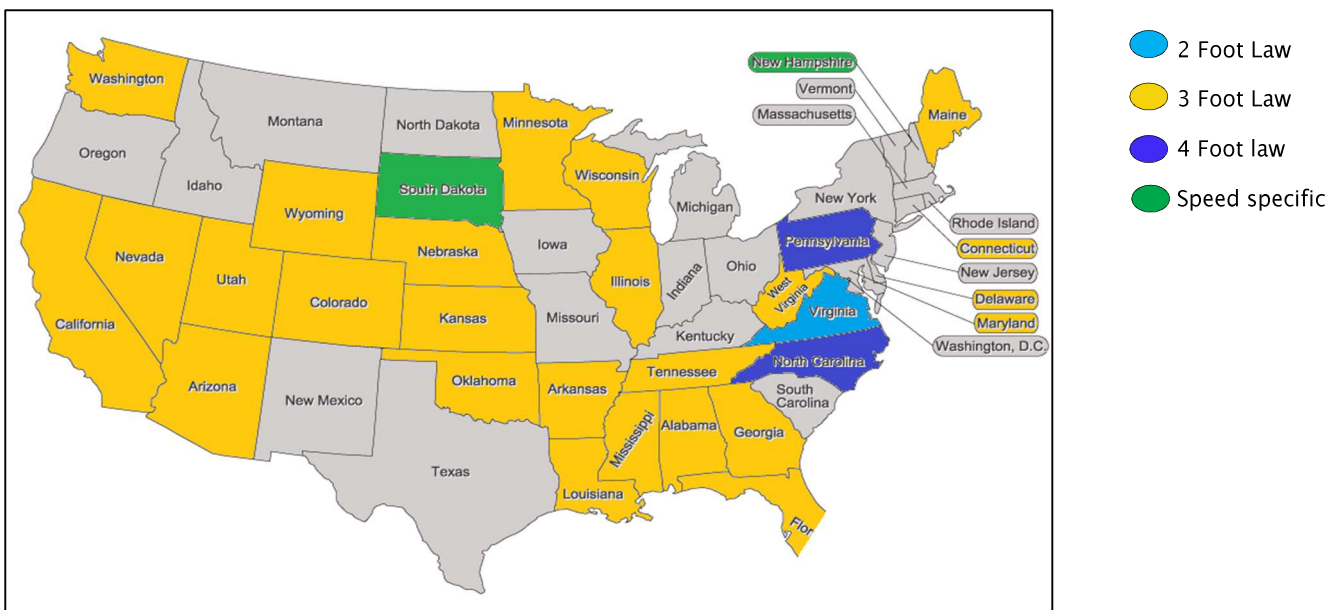 Washington
Montana
North Dakota
Minnesota
New Hampshire
Vermont
Massachusetts
Maine
Oregon
Idaho
South Dakota
Wisconsin
Wyoming
Michigan
New York
Rhode Island
Connecticut
New Jersey
Delaware
Maryland
Washington, D.C.
Nebraska
Iowa
Pennsylvania
Nevada
Utah
Colorado
Illinois
Indiana
Ohio
West
Virginia
Virginia
California
Kansas
Missouri
Kentucky
North Carolina
Arizona
New Mexico
Oklahoma
Arkansas
Tennessee
South
Carolina
Texas
Louisiana
Mississippi
Alabama
Georgia
Flor
2 Foot Law
3 Foot Law
4 Foot law
Speed specific